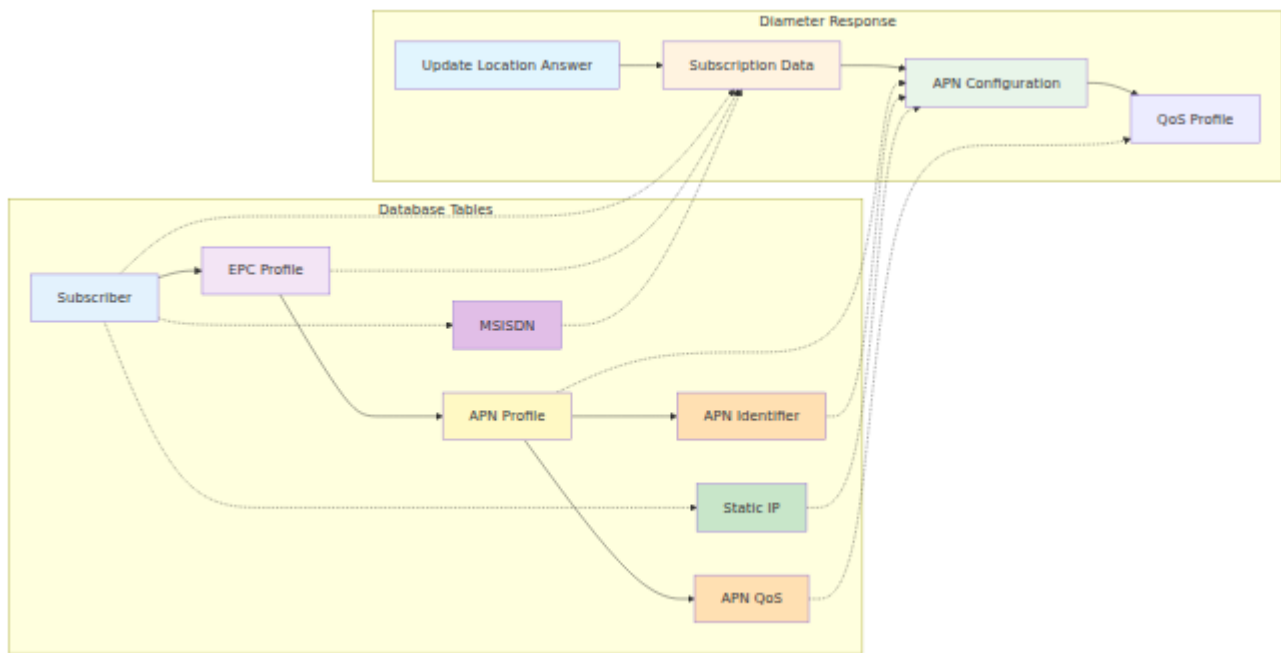 Diameter Response
Update Location Answer
Subscription Data
APN Configuration
QoS Profile
Database Tables
EPC Profile
Subscriber
MSISDN
APN Profile
APN Identifier
Static IP
APN QoS